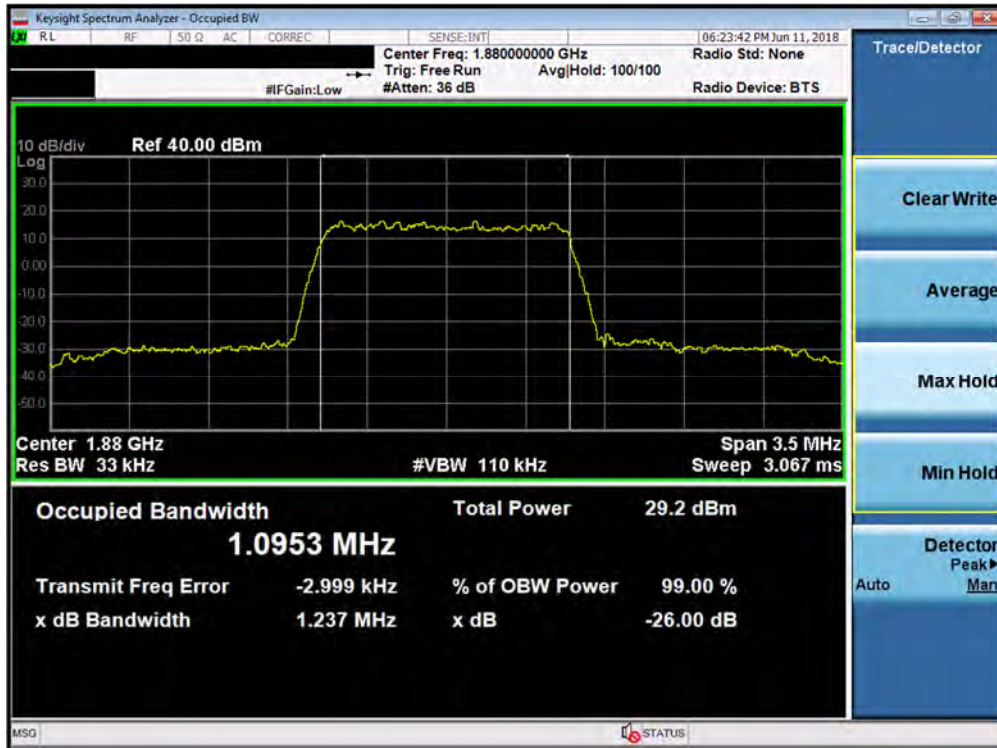 Keysight Spectrum Analyzer - Occupied BW
LXI RL RF 50 Ω AC CORREC SENSE:INT 06:23:42 PM Jun 11, 2018
Center Freq: 1.880000000 GHz Radio Std: None
Trig: Free Run Avg|Hold: 100/100
#IFGain:Low #Atten: 36 dB Radio Device: BTS
10 dB/div Ref 40.00 dBm
Log
30.0
20.0
10.0
0.00
-10.0
-20.0
-30.0
-40.0
-50.0
Center 1.88 GHz Span 3.5 MHz
Res BW 33 kHz #VBW 110 kHz Sweep 3.067 ms
Occupied Bandwidth Total Power 29.2 dBm
1.0953 MHz
Transmit Freq Error -2.999 kHz % of OBW Power 99.00 %
x dB Bandwidth 1.237 MHz x dB -26.00 dB
MSG STATUS
Trace/Detector
Clear Write
Average
Max Hold
Min Hold
Detector
Peak▶
Auto Man